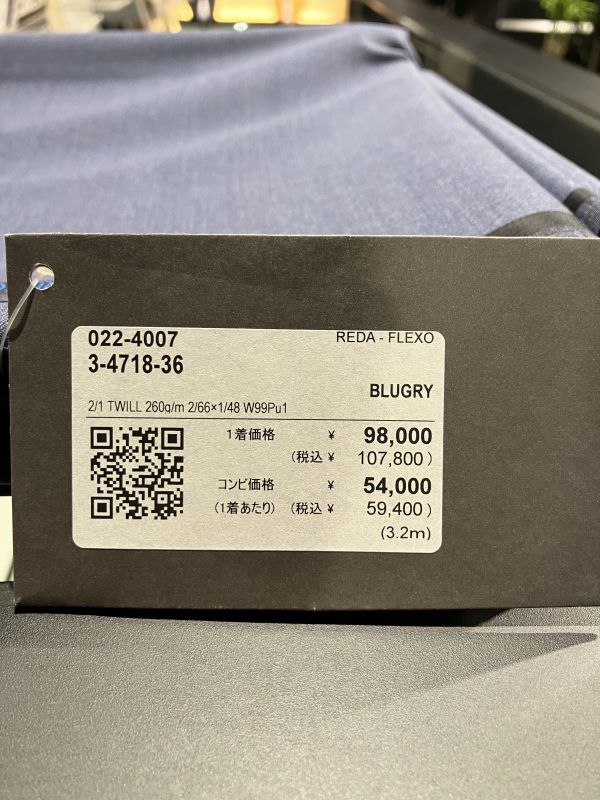 022-4007 REDA - FLEXO
3-4718-36
BLUGRY
2/1 TWILL 260g/m 2/66×1/48 W99Pu1
1着価格 ¥ 98,000
(税込 ¥ 107,800 )
コンビ価格 ¥ 54,000
(1着あたり) (税込 ¥ 59,400 )
(3.2m)